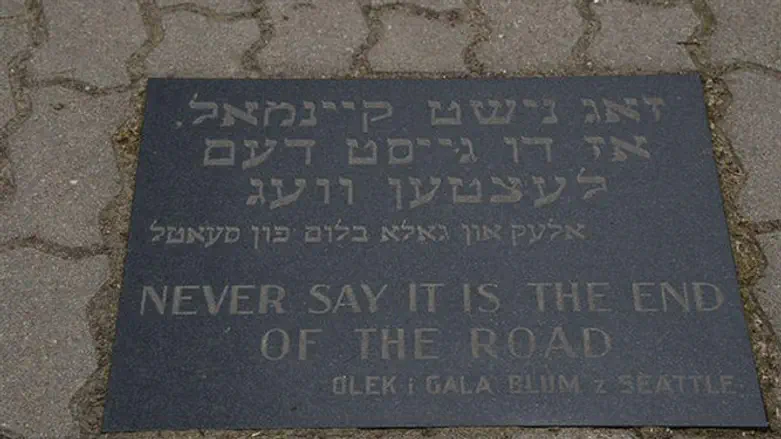 זאג נישט קיינמאל.
אז דו גייסט דעם
לעצטען וועג
אלעק און גאלא בלום פון סעאטל
NEVER SAY IT IS THE END
OF THE ROAD
OLEK i GALA BLUM z SEATTLE.